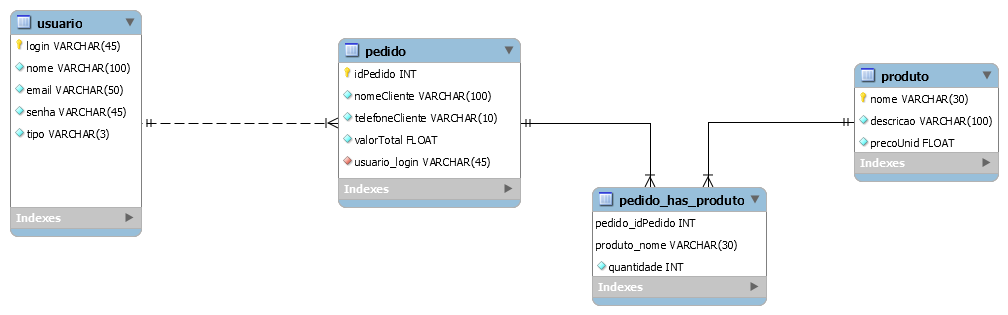 usuario
login VARCHAR(45)
nome VARCHAR(100)
email VARCHAR(50)
senha VARCHAR(45)
tipo VARCHAR(3)
Indexes
pedido
idPedido INT
nomeCliente VARCHAR(100)
telefoneCliente VARCHAR(10)
valorTotal FLOAT
usuario_login VARCHAR(45)
Indexes
produto
nome VARCHAR(30)
descricao VARCHAR(100)
precoUnid FLOAT
Indexes
pedido_has_produto
pedido_idPedido INT
produto_nome VARCHAR(30)
quantidade INT
Indexes